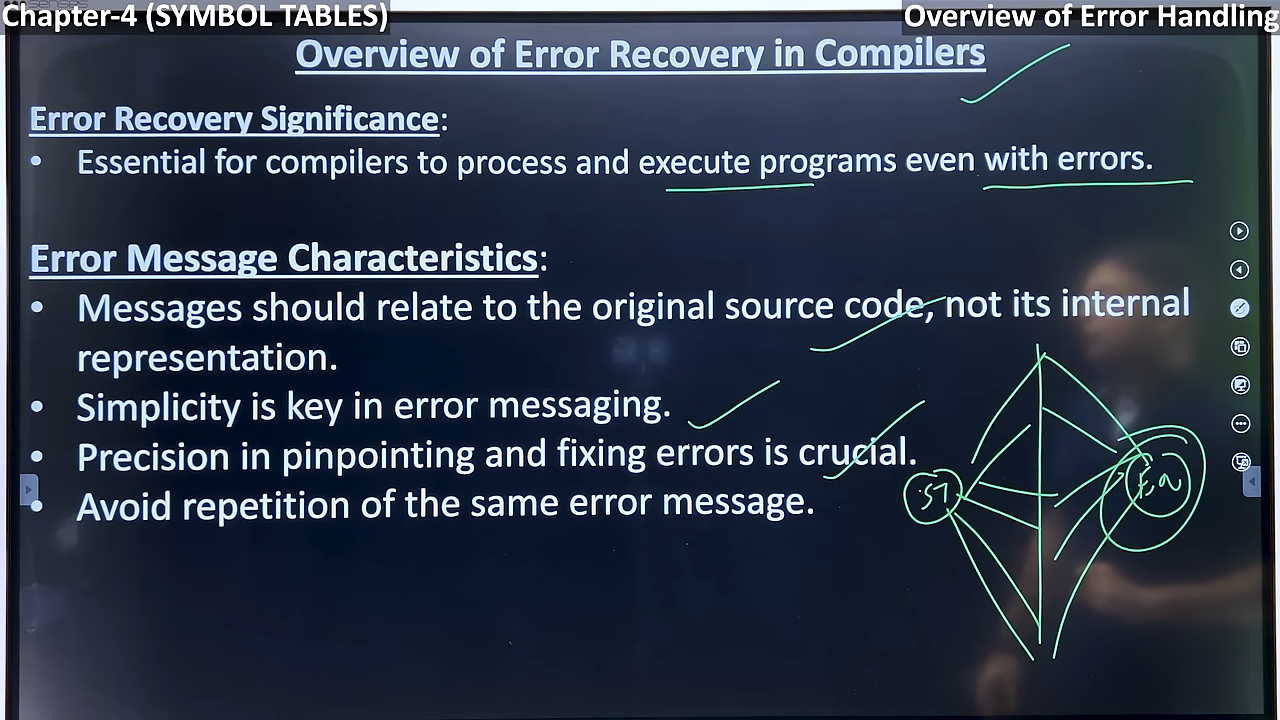 Chapter-4 (SYMBOL TABLES)
Overview of Error Handling
Overview of Error Recovery in Compilers
Error Recovery Significance:
• Essential for compilers to process and execute programs even with errors.
Error Message Characteristics:
• Messages should relate to the original source code, not its internal
representation.
• Simplicity is key in error messaging.
• Precision in pinpointing and fixing errors is crucial.
• Avoid repetition of the same error message.
ST